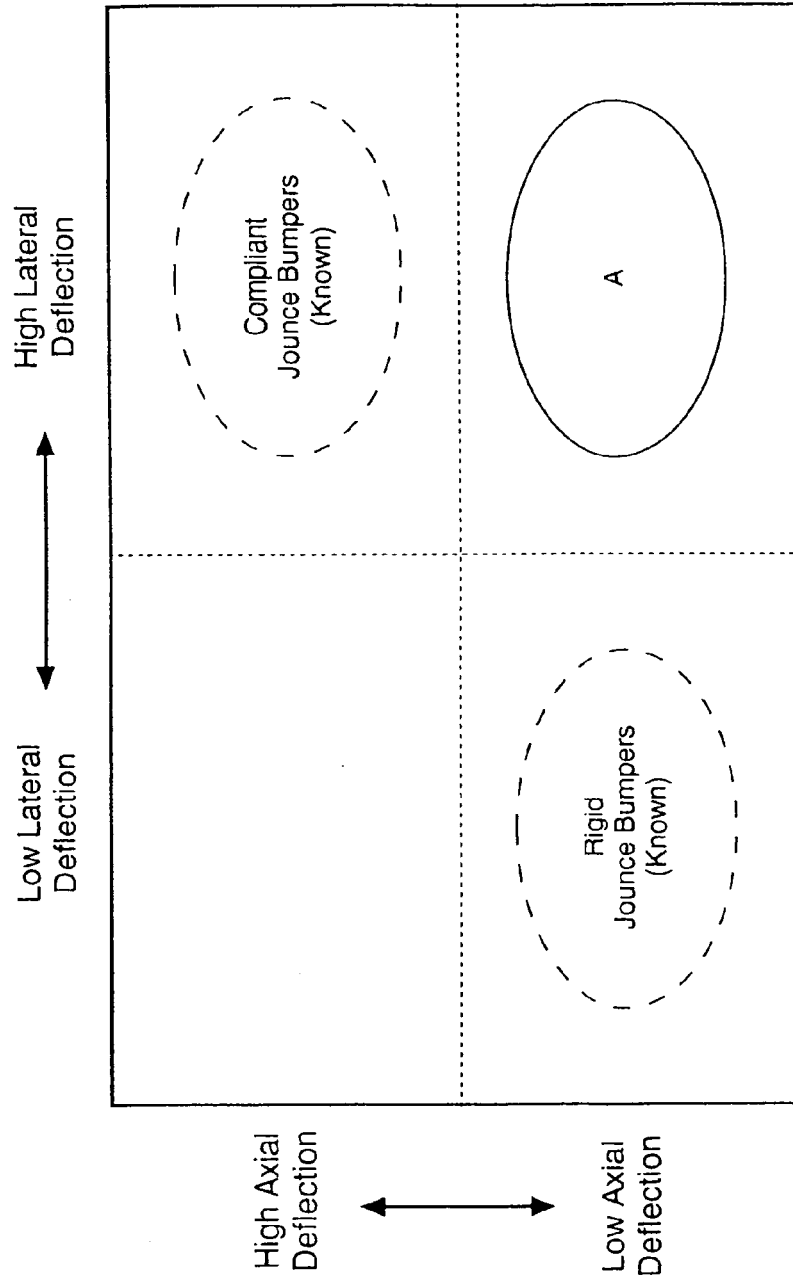 Low Lateral
Deflection
High Lateral
Deflection
High Axial
Deflection
Compliant
Jounce Bumpers
(Known)
Low Axial
Deflection
Rigid
Jounce Bumpers
(Known)
A